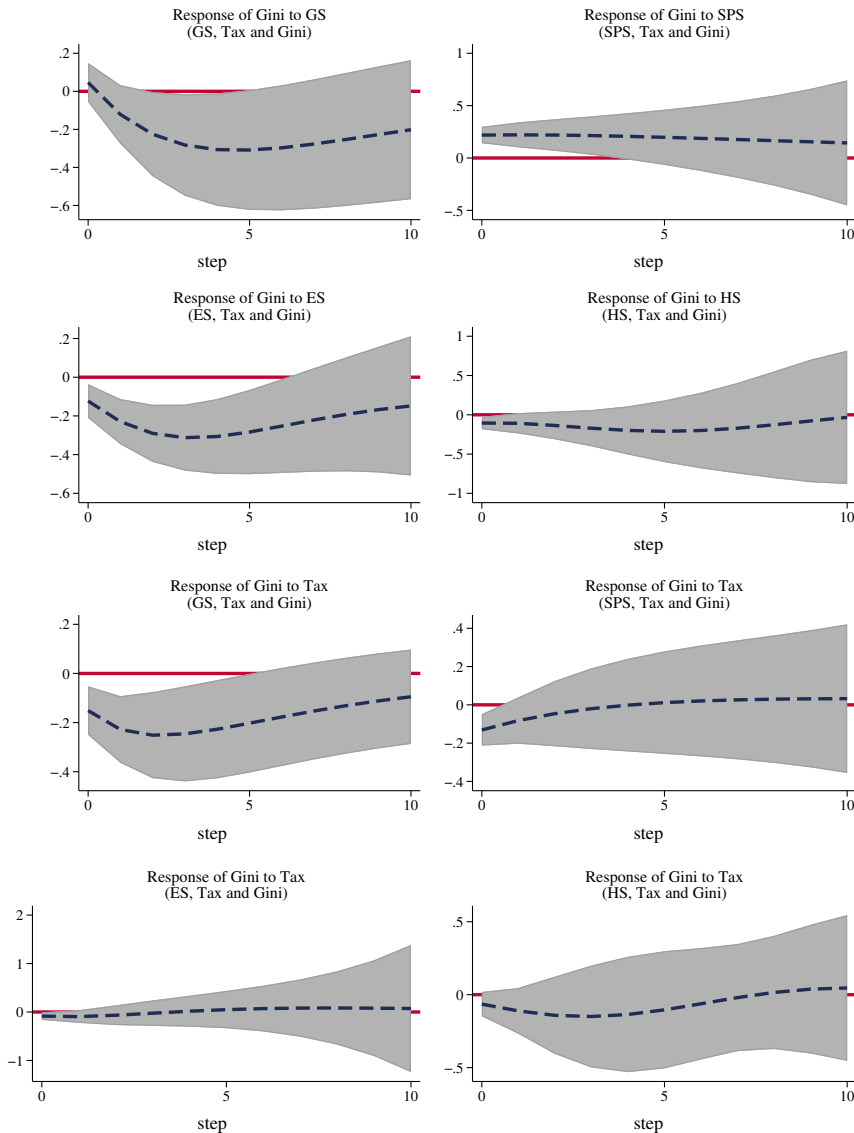 Response of Gini to GS
(GS, Tax and Gini)
.2
0
-.2
-.4
-.6
0
5
10
step
Response of Gini to SPS
(SPS, Tax and Gini)
1
.5
0
-.5
0
5
10
step
Response of Gini to ES
(ES, Tax and Gini)
.2
0
-.2
-.4
-.6
0
5
10
step
Response of Gini to HS
(HS, Tax and Gini)
1
.5
0
-.5
-1
0
5
10
step
Response of Gini to Tax
(GS, Tax and Gini)
.2
0
-.2
-.4
0
5
10
step
Response of Gini to Tax
(SPS, Tax and Gini)
.4
.2
0
-.2
-.4
0
5
10
step
Response of Gini to Tax
(ES, Tax and Gini)
2
1
0
-1
0
5
10
step
Response of Gini to Tax
(HS, Tax and Gini)
.5
0
-.5
0
5
10
step